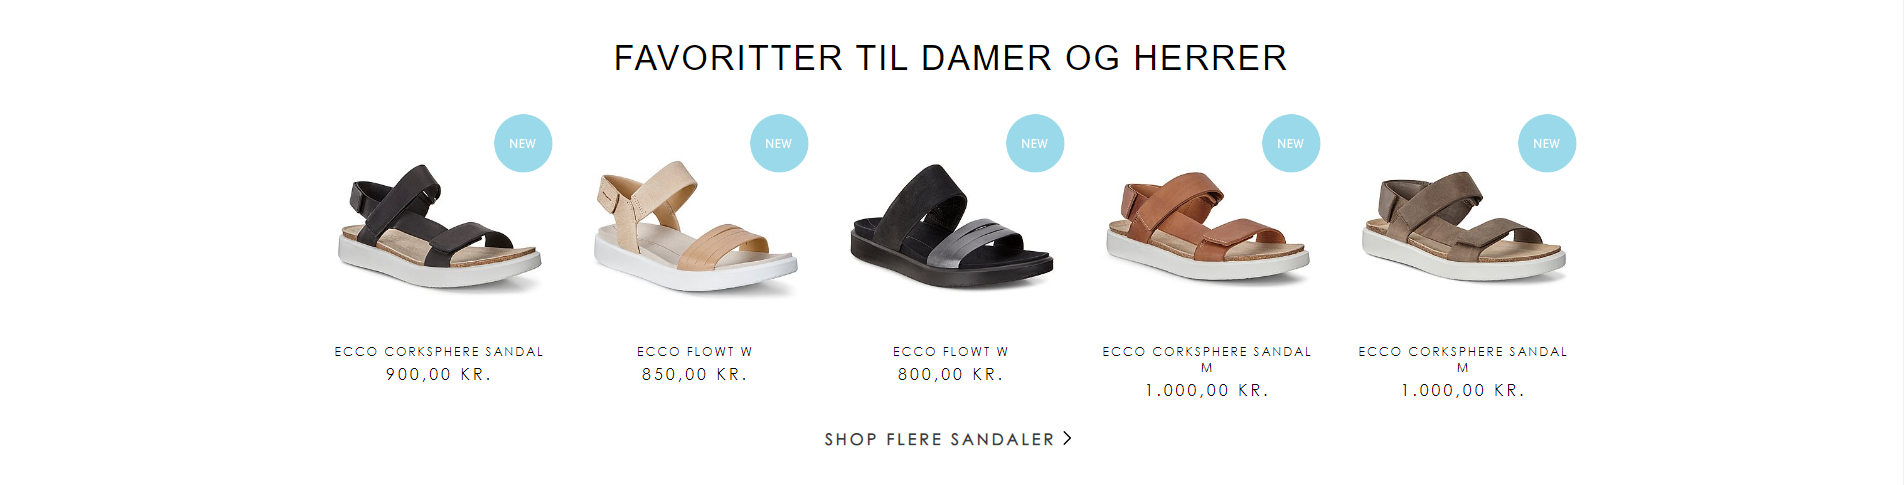 FAVORITTER TIL DAMER OG HERRER
NEW
NEW
NEW
NEW
NEW
ECCO CORKSPHERE SANDAL
900,00 KR.
ECCO FLOWT W
850,00 KR.
ECCO FLOWT W
800,00 KR.
ECCO CORKSPHERE SANDAL
M
1.000,00 KR.
ECCO CORKSPHERE SANDAL
M
1.000,00 KR.
SHOP FLERE SANDALER >